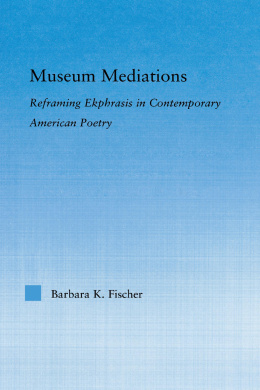 Museum Mediations
Reframing Ekphrasis in Contemporary
American Poetry
Barbara K. Fischer